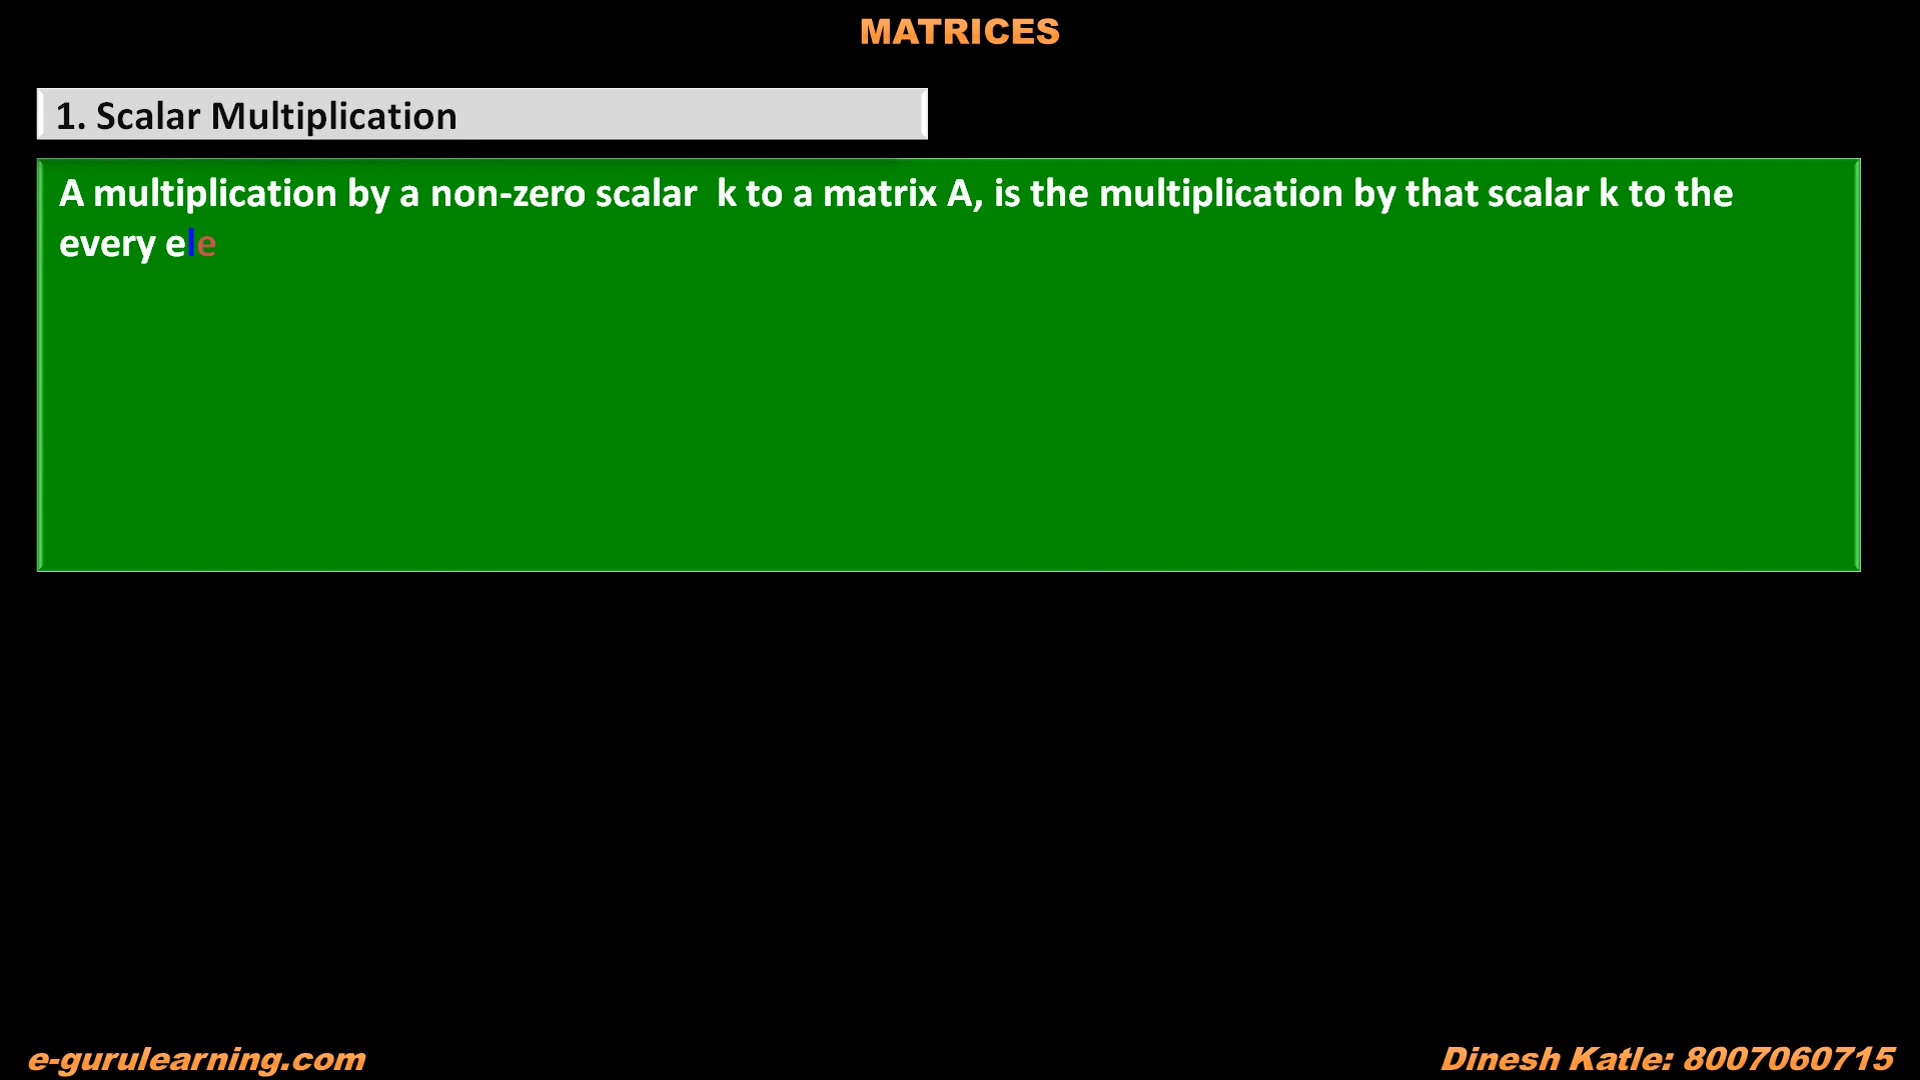 MATRICES
1. Scalar Multiplication
A multiplication by a non-zero scalar  k to a matrix A, is the multiplication by that scalar k to the
every ele
e-gurulearning.com
Dinesh Katle: 8007060715